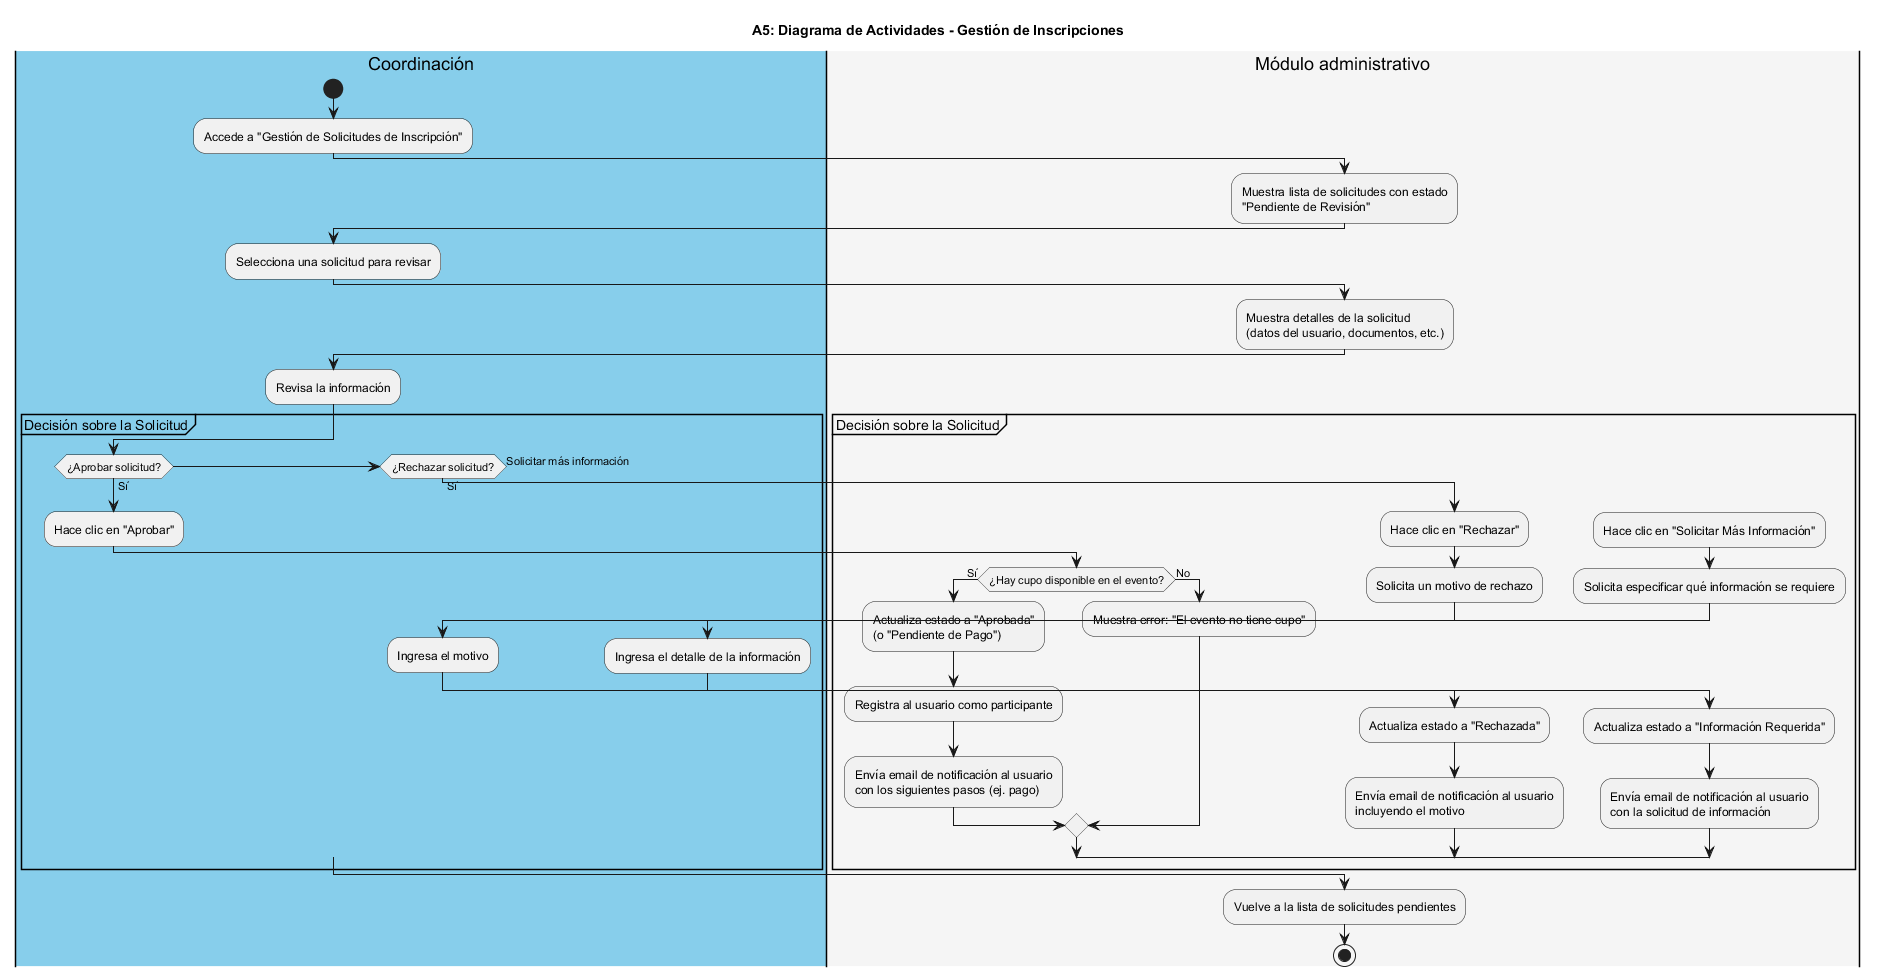 A5: Diagrama de Actividades - Gestión de Inscripciones
Coordinación
Módulo administrativo
Accede a "Gestión de Solicitudes de Inscripción"
Muestra lista de solicitudes con estado
"Pendiente de Revisión"
Selecciona una solicitud para revisar
Muestra detalles de la solicitud
(datos del usuario, documentos, etc.)
Revisa la información
Decisión sobre la Solicitud
Decisión sobre la Solicitud
¿Aprobar solicitud?
Sí
¿Rechazar solicitud?
Solicitar más información
Sí
Hace clic en "Aprobar"
Hace clic en "Rechazar"
Hace clic en "Solicitar Más Información"
Sí
¿Hay cupo disponible en el evento?
No
Solicita un motivo de rechazo
Solicita especificar qué información se requiere
Actualiza estado a "Aprobada"
(o "Pendiente de Pago")
Muestra error: "El evento no tiene cupo"
Ingresa el motivo
Ingresa el detalle de la información
Registra al usuario como participante
Actualiza estado a "Rechazada"
Actualiza estado a "Información Requerida"
Envía email de notificación al usuario
con los siguientes pasos (ej. pago)
Envía email de notificación al usuario
incluyendo el motivo
Envía email de notificación al usuario
con la solicitud de información
Vuelve a la lista de solicitudes pendientes